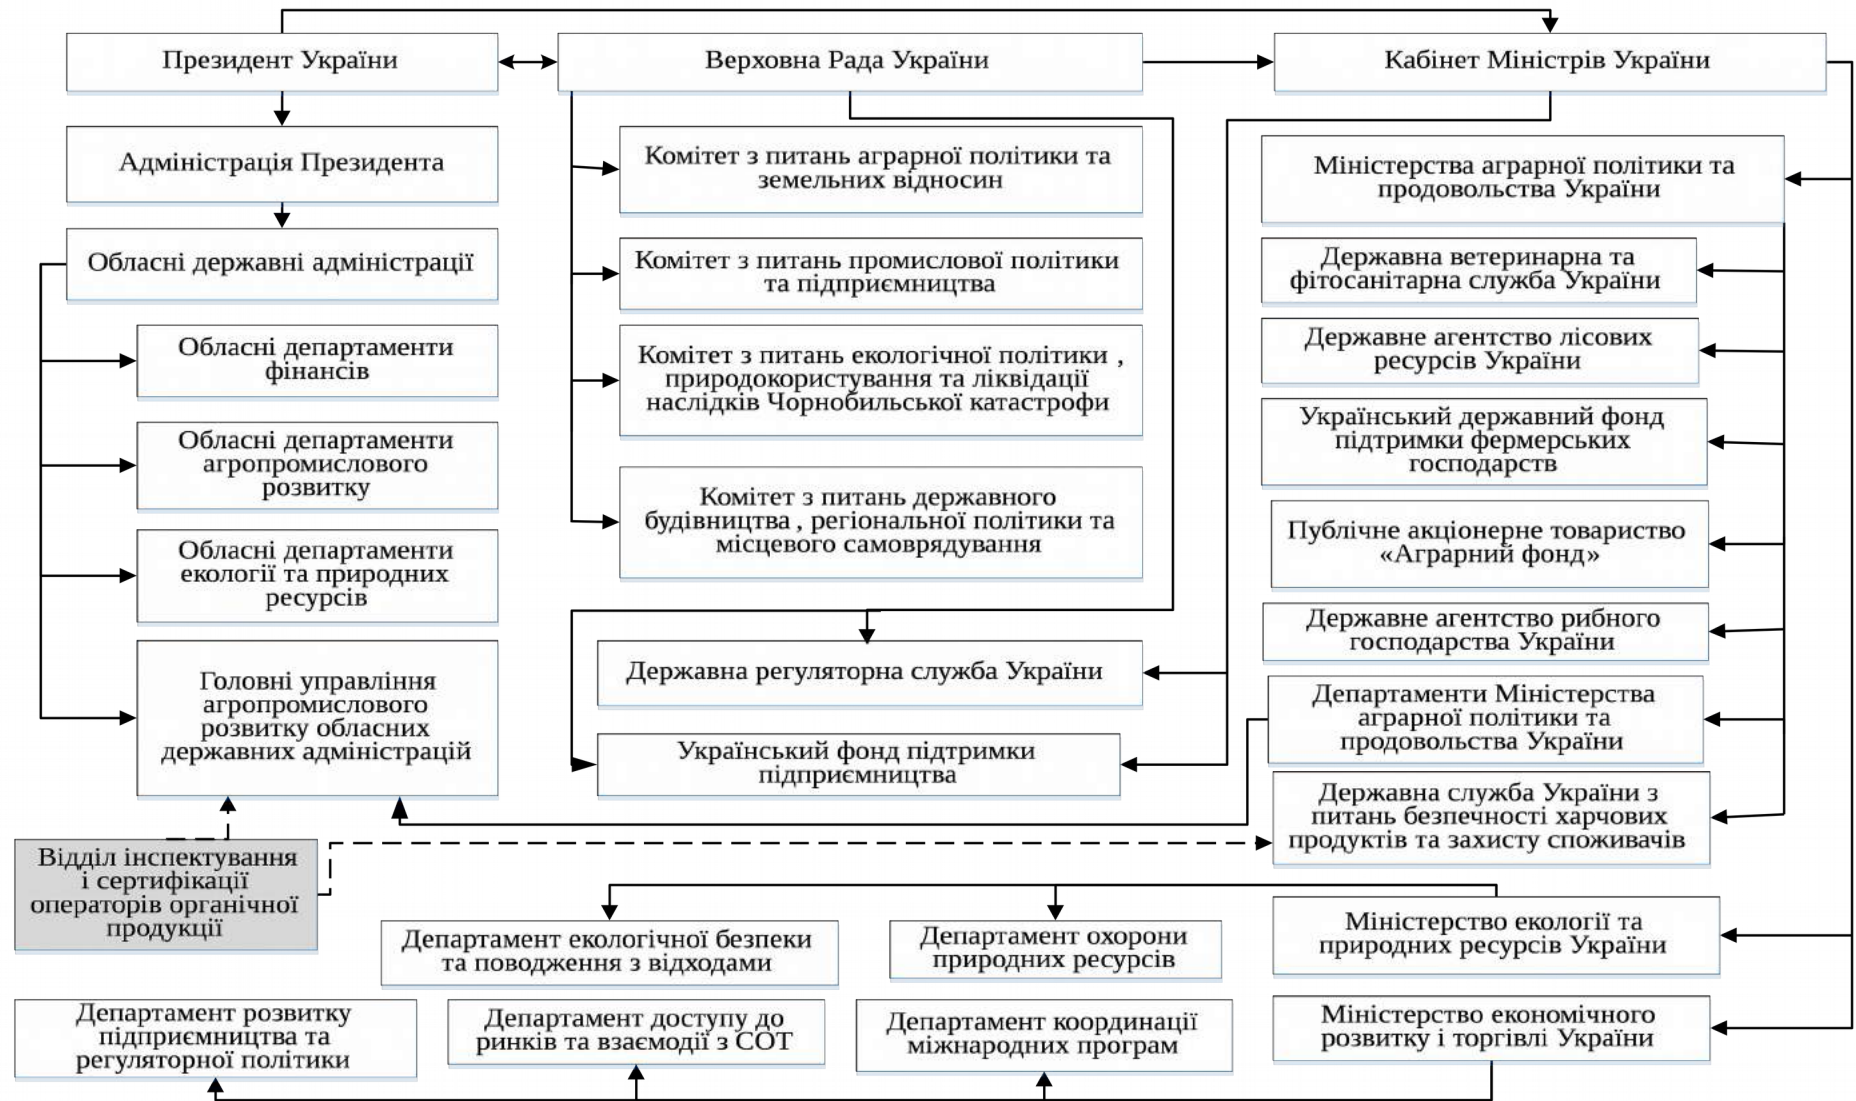 Президент України
Верховна Рада України
Кабінет Міністрів України
Адміністрація Президента
Обласні державні адміністрації
Обласні департаменти
фінансів
Обласні департаменти
агропромислового
розвитку
Обласні департаменти
екології та природних
ресурсів
Головні управління
агропромислового
розвитку обласних
державних адміністрацій
Відділ інспектування
і сертифікації
операторів органічної
продукції
Комітет з питань аграрної політики та
земельних відносин
Комітет з питань промислової політики
та підприємництва
Комітет з питань екологічної політики ,
природокористування та ліквідації
наслідків Чорнобильської катастрофи
Комітет з питань державного
будівництва , регіональної політики та
місцевого самоврядування
Державна регуляторна служба України
Український фонд підтримки
підприємництва
Міністерства аграрної політики та
продовольства України
Державна ветеринарна та
фітосанітарна служба України
Державне агентство лісових
ресурсів України
Український державний фонд
підтримки фермерських
господарств
Публічне акціонерне товариство
«Аграрний фонд»
Державне агентство рибного
господарства України
Департаменти Міністерства
аграрної політики та
продовольства України
Державна служба України з
питань безпечності харчових
продуктів та захисту споживачів
Департамент екологічної безпеки
та поводження з відходами
Департамент охорони
природних ресурсів
Міністерство екології та
природних ресурсів України
Департамент розвитку
підприємництва та
регуляторної політики
Департамент доступу до
ринків та взаємодії з СОТ
Департамент координації
міжнародних програм
Міністерство економічного
розвитку і торгівлі України